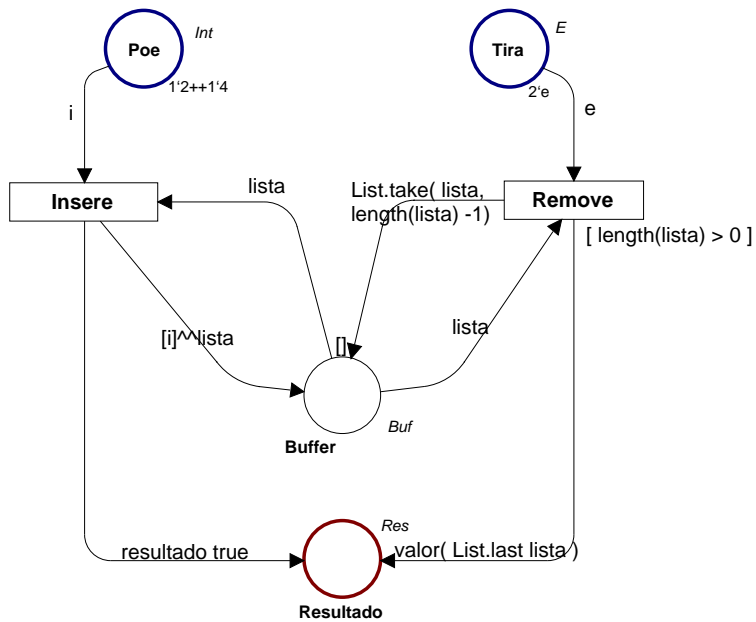 Int
E
Poe
Tira
1‘2++1‘4
2‘e
i
e
lista
List.take( lista,
length(lista) -1)
Insere
Remove
[ length(lista) > 0 ]
[i]^^lista
[]
lista
Buf
Buffer
Res
resultado true
valor( List.last lista )
Resultado